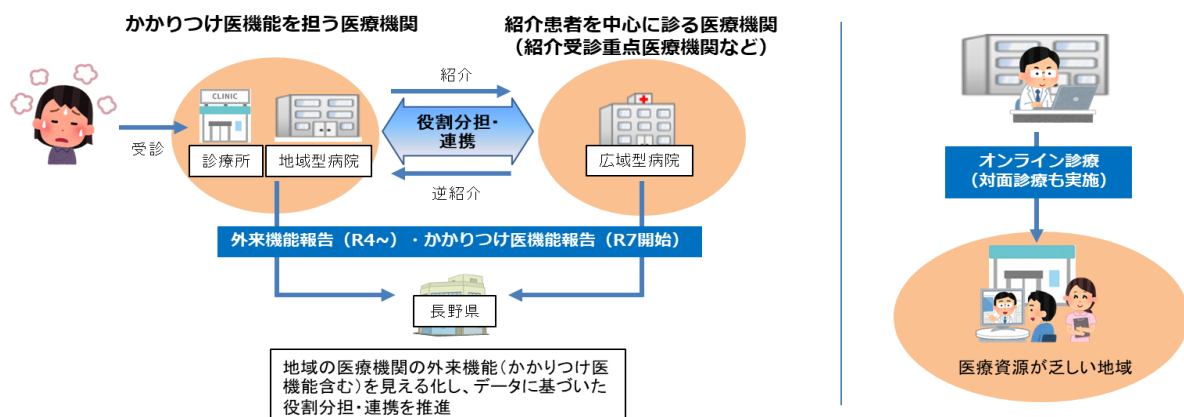 かかりつけ医機能を担う医療機関
紹介患者を中心に診る医療機関
（紹介受診重点医療機関など）
受診
CLINIC
診療所
地域型病院
紹介
役割分担・
連携
逆紹介
広域型病院
外来機能報告（R4~）・かかりつけ医機能報告（R7開始）
長野県
地域の医療機関の外来機能（かかりつけ医
機能含む）を見える化し、データに基づいた
役割分担・連携を推進
オンライン診療
（対面診療も実施）
医療資源が乏しい地域